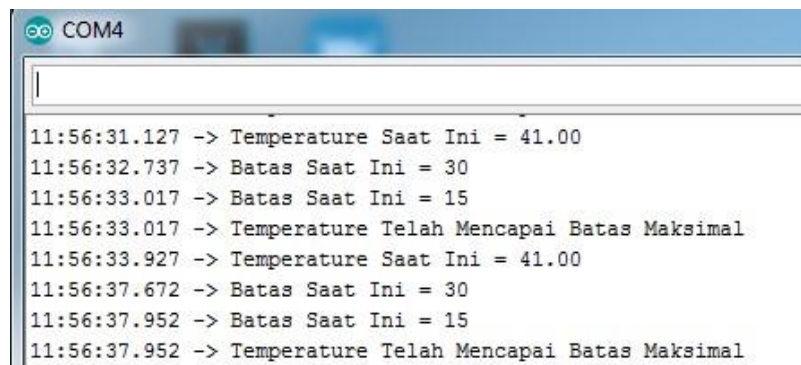 COM4
11:56:31.127 -> Temperature Saat Ini = 41.00
11:56:32.737 -> Batas Saat Ini = 30
11:56:33.017 -> Batas Saat Ini = 15
11:56:33.017 -> Temperature Telah Mencapai Batas Maksimal
11:56:33.927 -> Temperature Saat Ini = 41.00
11:56:37.672 -> Batas Saat Ini = 30
11:56:37.952 -> Batas Saat Ini = 15
11:56:37.952 -> Temperature Telah Mencapai Batas Maksimal